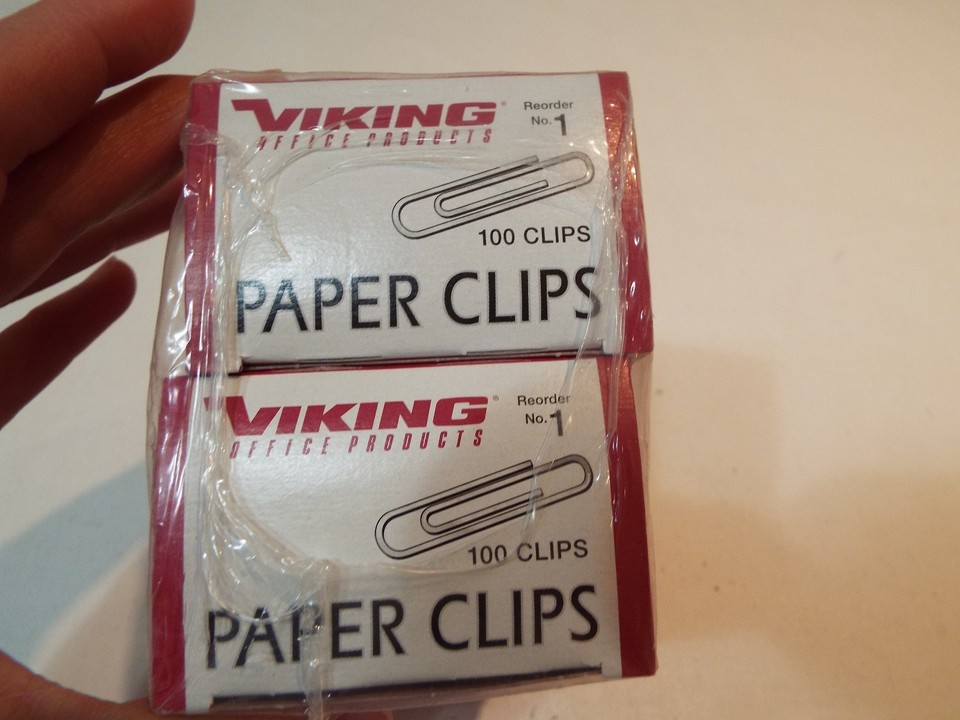 VIKING®
OFFICE PRODUCTS
Reorder
No. 1
100 CLIPS
PAPER CLIPS
VIKING®
OFFICE PRODUCTS
Reorder
No. 1
100 CLIPS
PAPER CLIPS